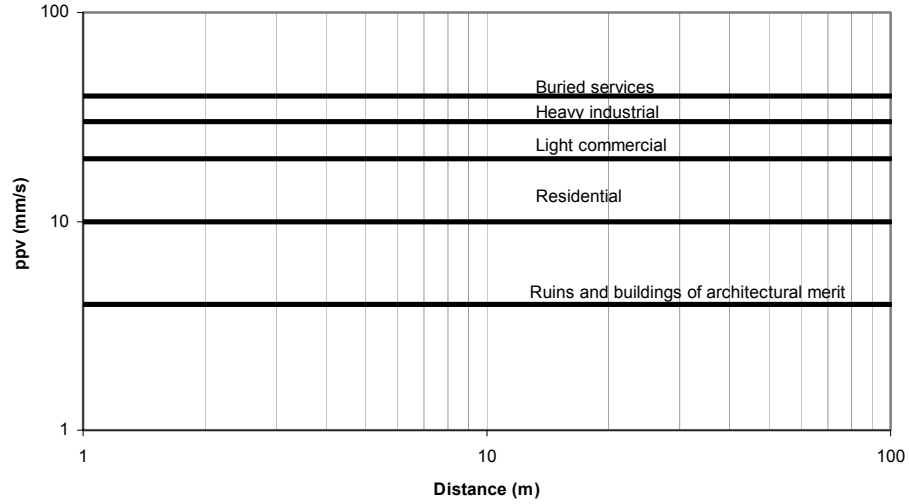 100
Buried services
Heavy industrial
Light commercial
Residential
10
ppv (mm/s)
Ruins and buildings of architectural merit
1
1
10
100
Distance (m)